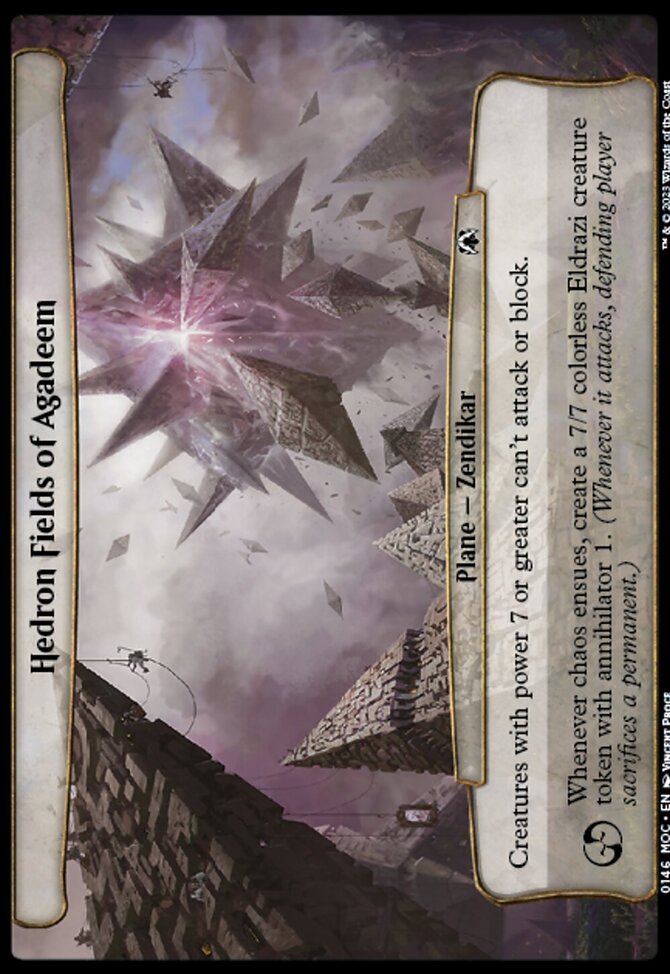 Hedron Fields of Agadeem
Plane — Zendikar
Creatures with power 7 or greater can't attack or block.
Whenever chaos ensues, create a 7/7 colorless Eldrazi creature
token with annihilator 1. (Whenever it attacks, defending player
sacrifices a permanent.)
0146 MOC • EN VINCENT PROCE
™ & © 2023 Wizards of the Coast